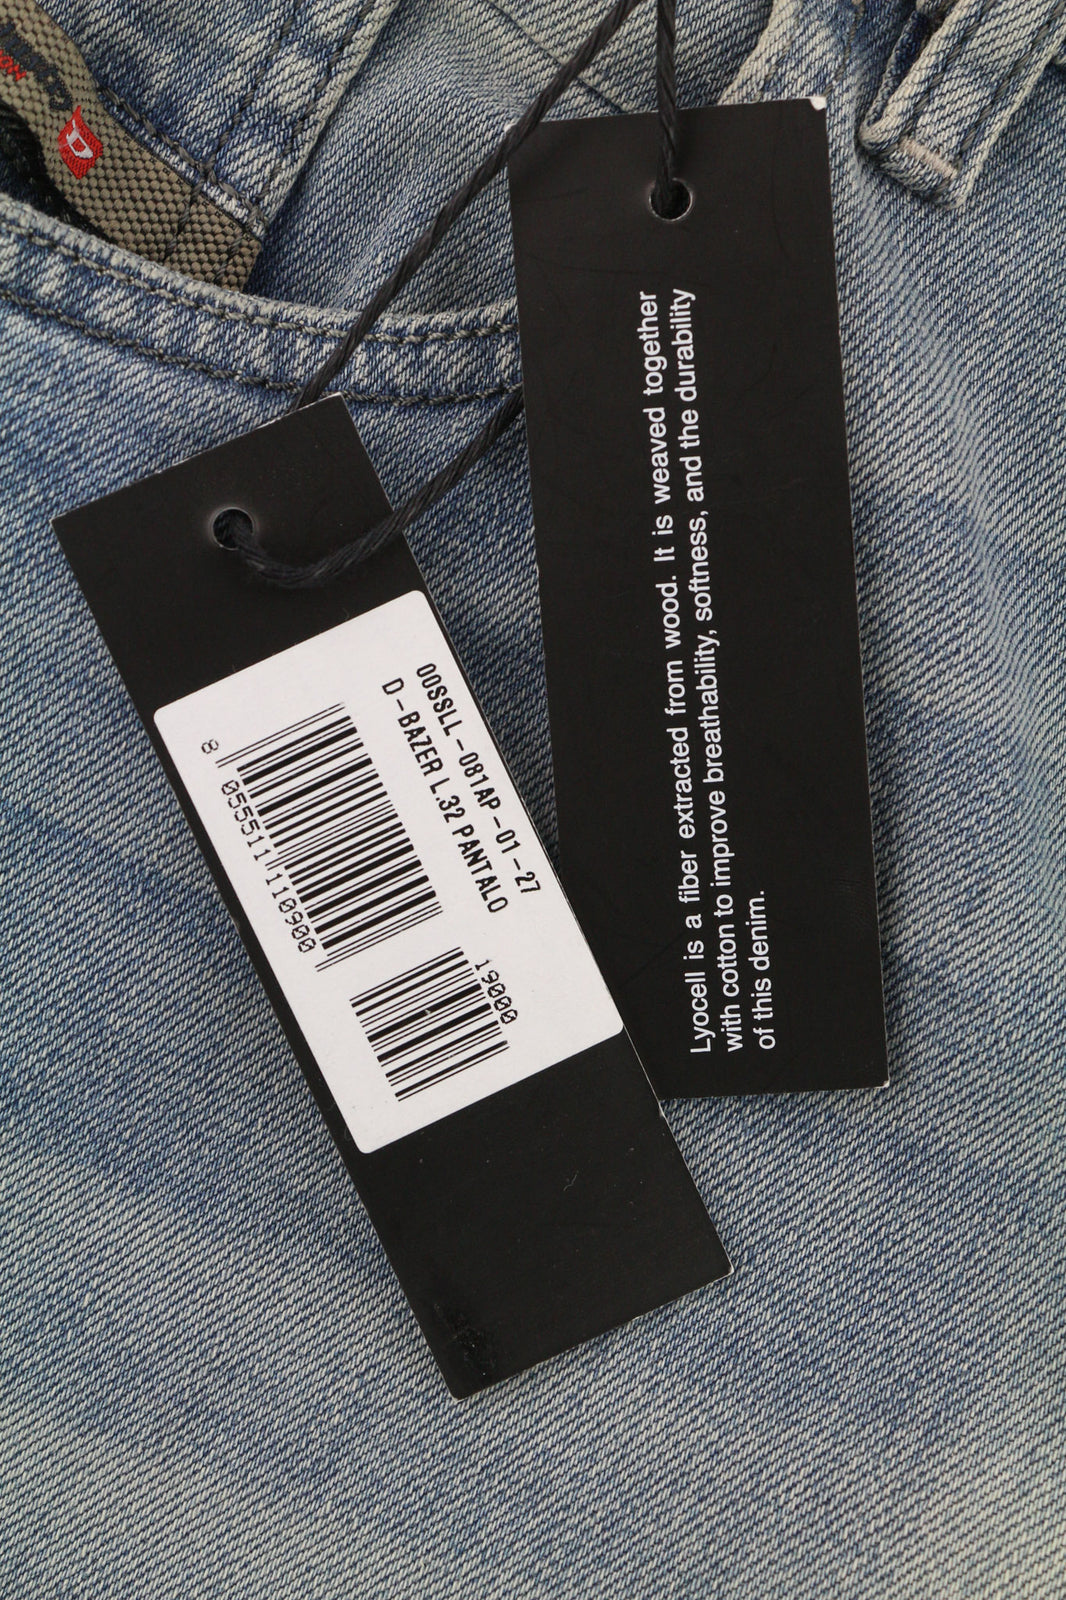 Lyocell is a fiber extracted from wood. It is weaved together
with cotton to improve breathability, softness, and the durability
of this denim.
00SSLL-081AP-01-27
D-BAZER L.32 PANTALO
8 055511 110900
19000
D